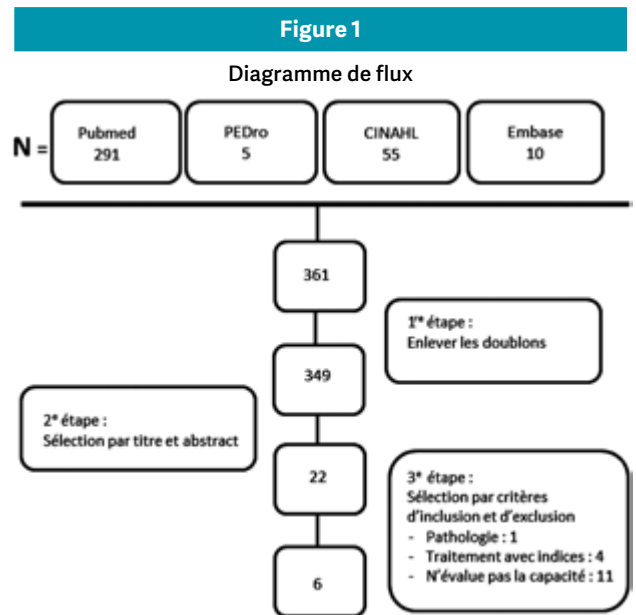 Figure 1
Diagramme de flux
N =
Pubmed
291
PEDro
5
CINAHL
55
Embase
10
361
1re étape :
Enlever les doublons
349
2e étape :
Sélection par titre et abstract
22
3e étape :
Sélection par critères
d'inclusion et d'exclusion
- Pathologie : 1
- Traitement avec indices : 4
- N'évalue pas la capacité : 11
6